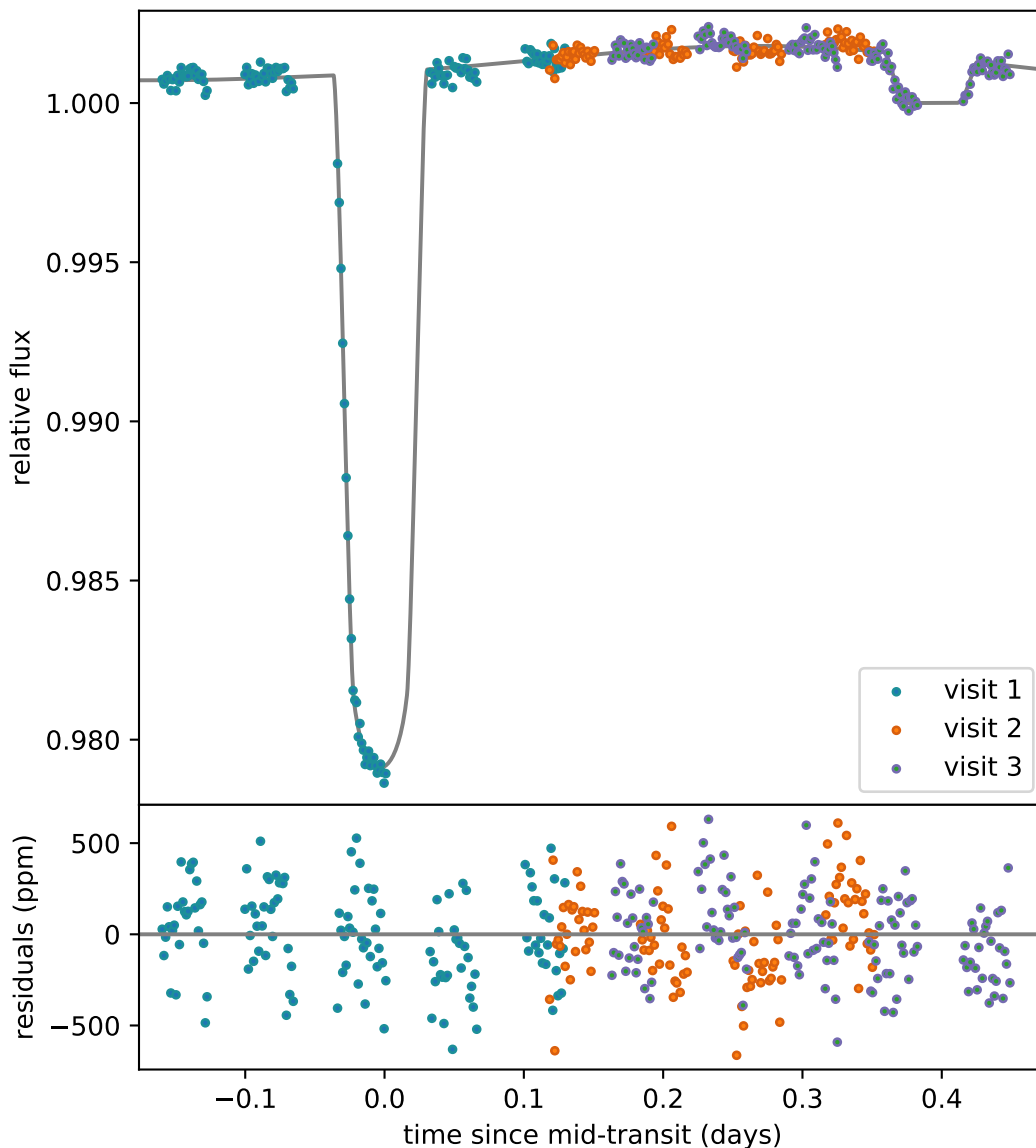 1.000
0.995
0.990
0.985
0.980
relative flux
visit 1
visit 2
visit 3
500
0
−500
residuals (ppm)
−0.1
0.0
0.1
0.2
0.3
0.4
time since mid-transit (days)